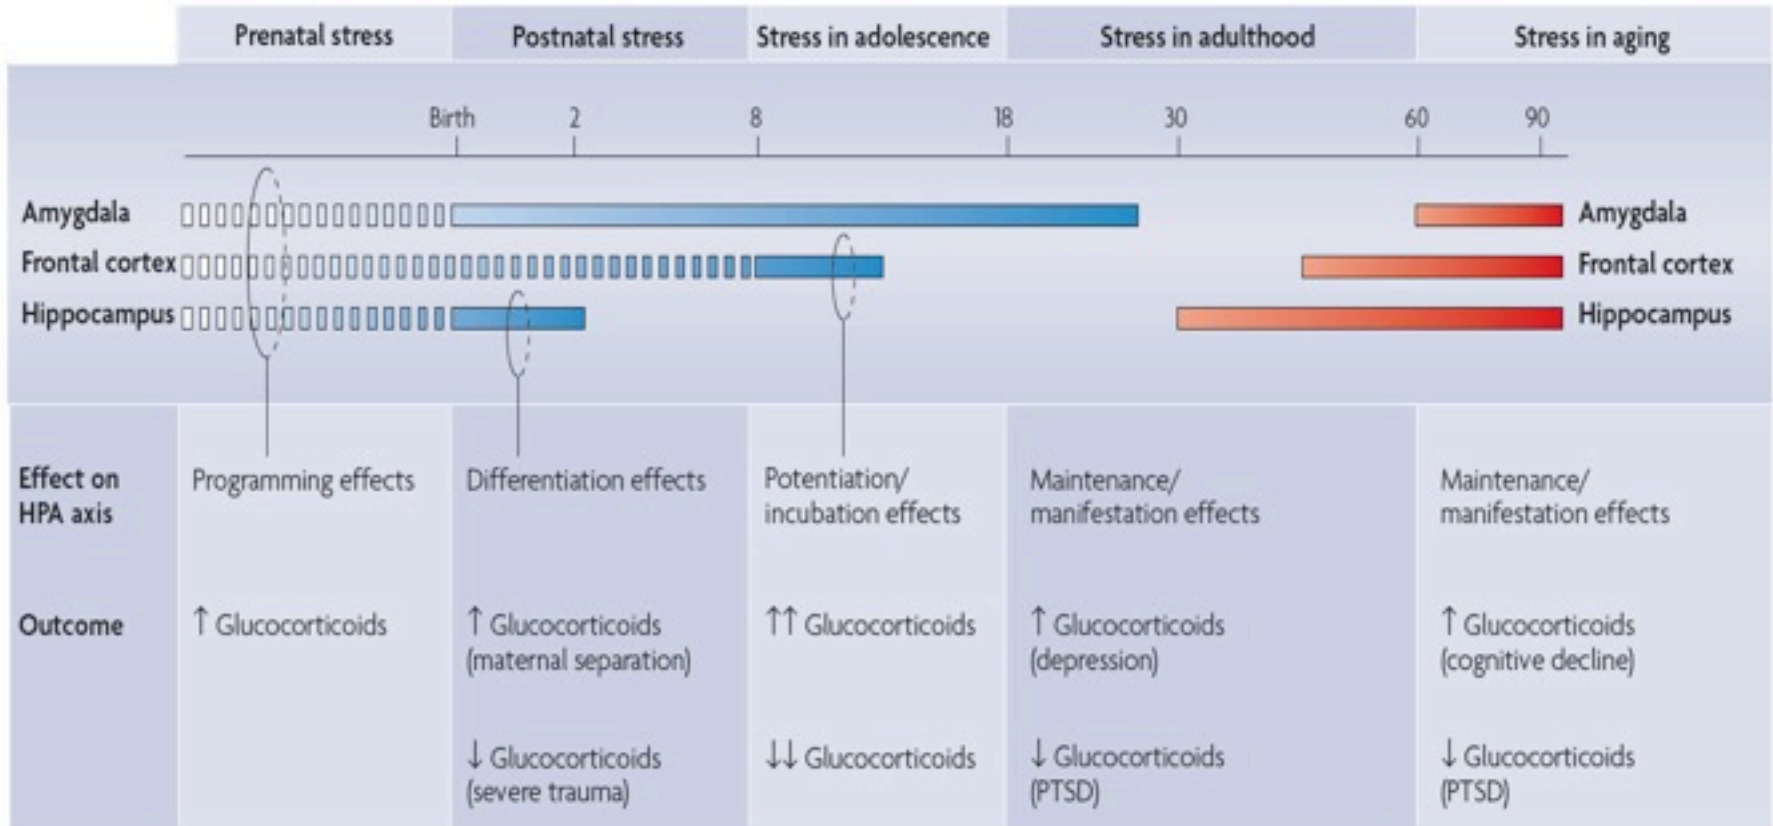 Prenatal stress
Postnatal stress
Stress in adolescence
Stress in adulthood
Stress in aging
Birth
2
8
18
30
60
90
Amygdala
Amygdala
Frontal cortex
Frontal cortex
Hippocampus
Hippocampus
Effect on
HPA axis
Programming effects
Differentiation effects
Potentiation/
incubation effects
Maintenance/
manifestation effects
Maintenance/
manifestation effects
Outcome
↑ Glucocorticoids
↑ Glucocorticoids
(maternal separation)
↑↑ Glucocorticoids
↑ Glucocorticoids
(depression)
↑ Glucocorticoids
(cognitive decline)
↓ Glucocorticoids
(severe trauma)
↓↓ Glucocorticoids
↓ Glucocorticoids
(PTSD)
↓ Glucocorticoids
(PTSD)